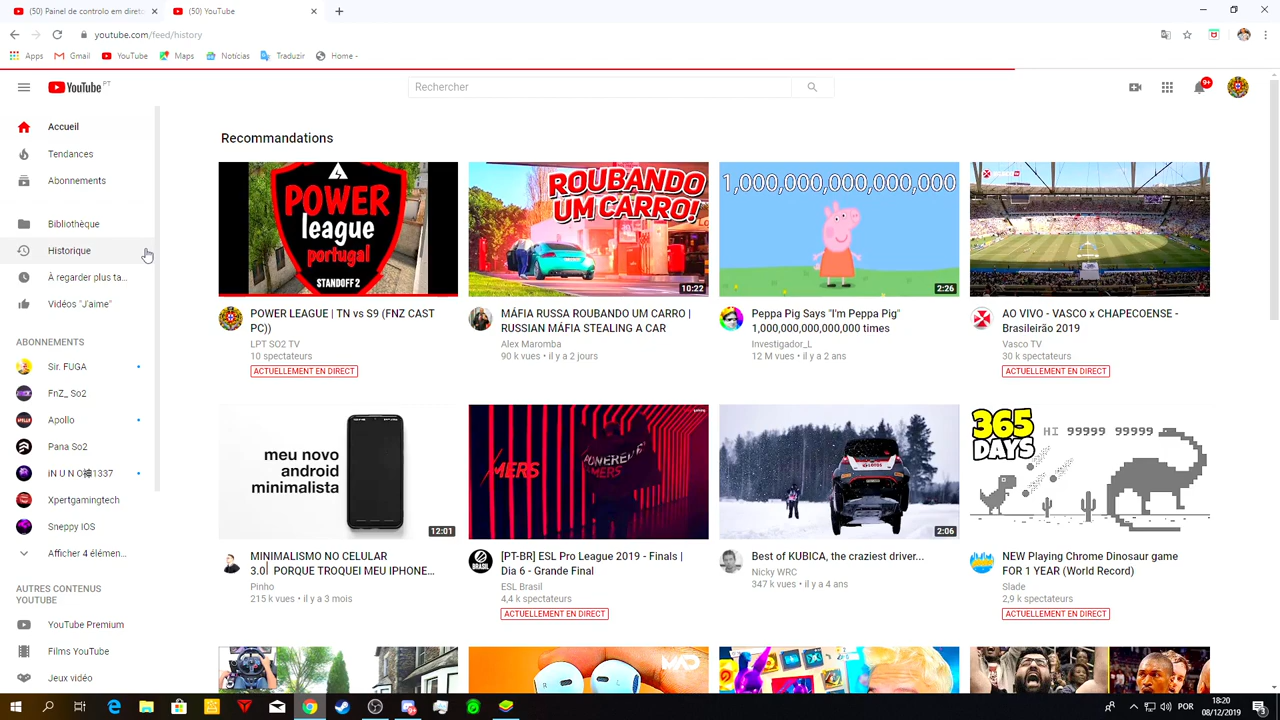 (50) Painel de controlo em direto
(50) YouTube
youtube.com/feed/history
Apps
Gmail
YouTube
Maps
Notícias
Traduzir
Home -
YouTube PT
Rechercher
9+
Accueil
Tendances
Abonnements
Bibliothèque
Historique
À regarder plus ta...
Vidéos "J'aime"
ABONNEMENTS
Sir. FUGA
FnZ_ So2
Apollo
Pana So2
Xpertgamingtech
Sneppy IOS
Afficher 4 élémen...
AUTRES CONTENUS
YOUTUBE
YouTube Premium
Films YouTube
Jeux vidéo
Recommandations
POWER
league
portugal
STANDOFF 2
POWER LEAGUE | TN vs S9 (FNZ CAST
PC))
LPT SO2 TV
10 spectateurs
ACTUELLEMENT EN DIRECT
ROUBANDO
UM CARRO!
10:22
MÁFIA RUSSA ROUBANDO UM CARRO |
RUSSIAN MÁFIA STEALING A CAR
Alex Maromba
90 k vues • il y a 2 jours
1,000,000,000,000,000
2:26
Peppa Pig Says "I'm Peppa Pig"
1,000,000,000,000,000 times
Investigador_L
12 M vues • il y a 2 ans
AO VIVO - VASCO x CHAPECOENSE -
Brasileirão 2019
Vasco TV
30 k spectateurs
ACTUELLEMENT EN DIRECT
meu novo
android
minimalista
12:01
MINIMALISMO NO CELULAR
3.0| PORQUE TROQUEI MEU IPHONE...
Pinho
215 k vues • il y a 3 mois
MERS
POWERED
MERS
BRASIL
[PT-BR] ESL Pro League 2019 - Finals |
Dia 6 - Grande Final
ESL Brasil
4,4 k spectateurs
ACTUELLEMENT EN DIRECT
2:06
Best of KUBICA, the craziest driver...
Nicky WRC
347 k vues • il y a 4 ans
365
DAYS
HI 99999 99999
NEW Playing Chrome Dinosaur game
FOR 1 YEAR (World Record)
Slade
2,9 k spectateurs
ACTUELLEMENT EN DIRECT
POR
18:20
08/12/2019